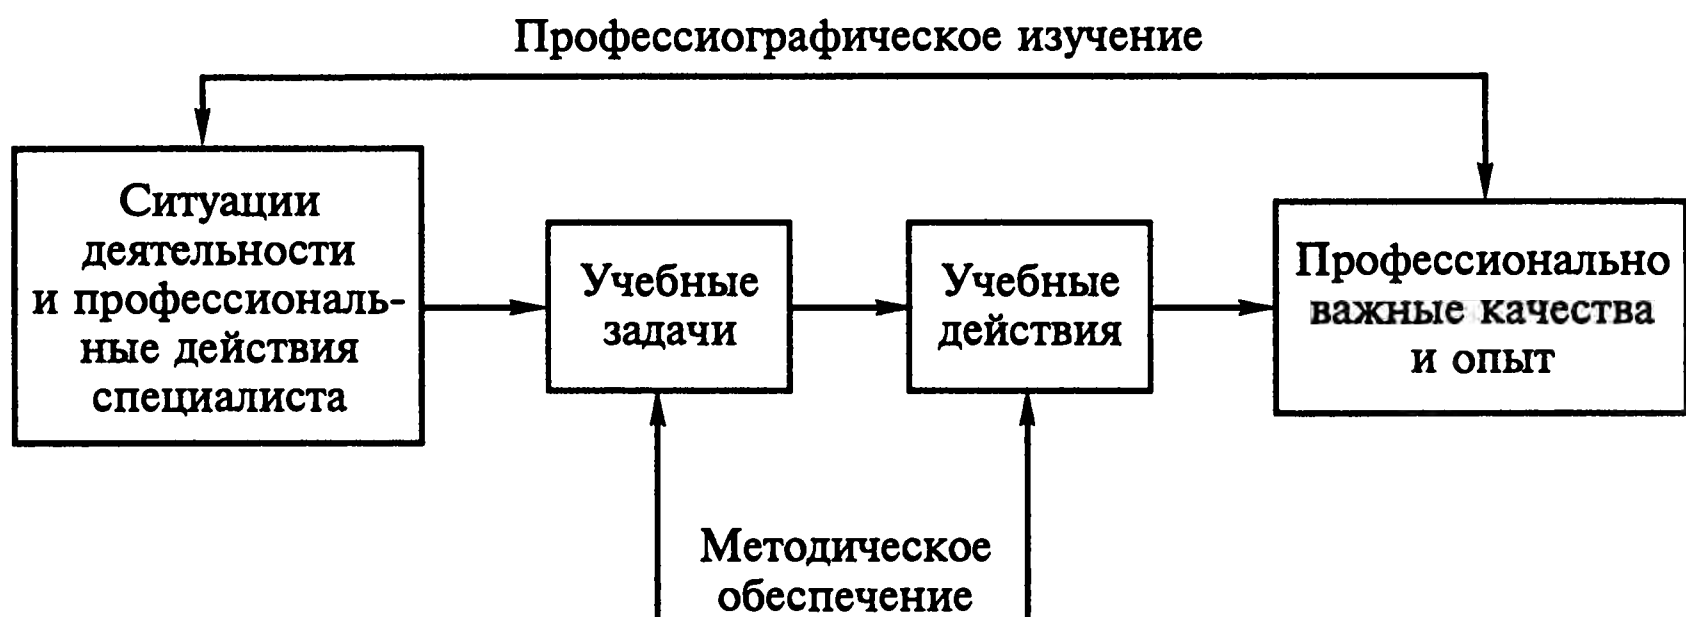 Профессиографическое изучение
Ситуации
деятельности
и профессиональ-
ные действия
специалиста
Учебные
задачи
Учебные
действия
Профессионально
важные качества
и опыт
Методическое
обеспечение